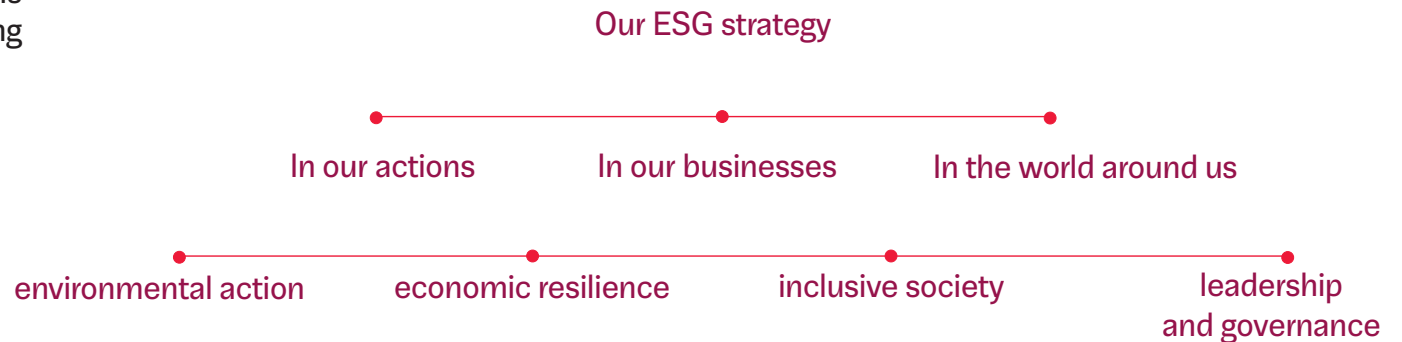 Our ESG strategy
In our actions
In our businesses
In the world around us
environmental action
economic resilience
inclusive society
leadership
and governance